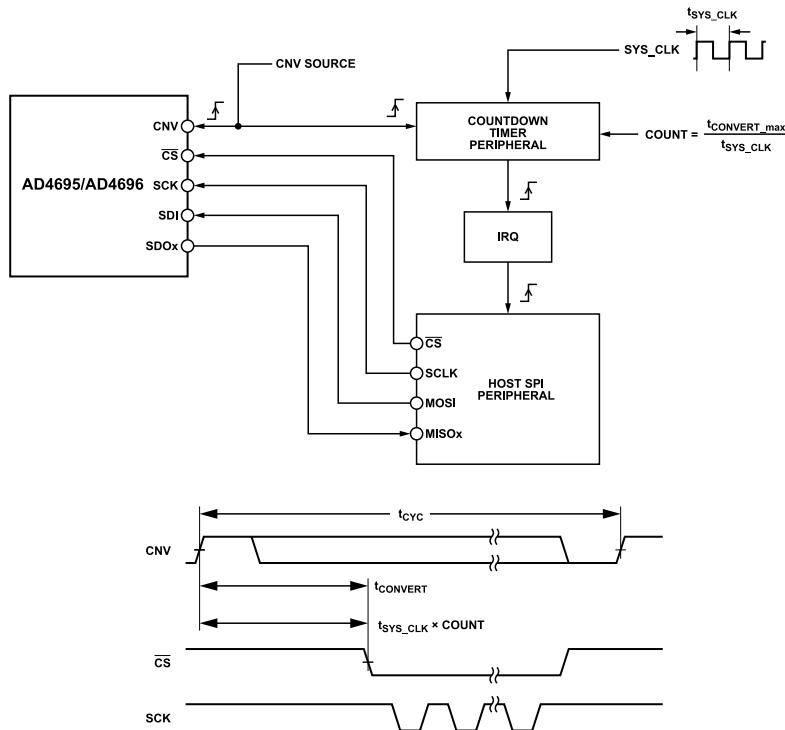 tSYS_CLK
SYS_CLK
CNV SOURCE
CNV
CS
SCK
SDI
SDOx
AD4695/AD4696
COUNTDOWN
TIMER
PERIPHERAL
COUNT = tCONVERT_max
tSYS_CLK
IRQ
CS
SCLK
MOSI
MISOx
HOST SPI
PERIPHERAL
tCYC
CNV
tCONVERT
tSYS_CLK × COUNT
CS
SCK